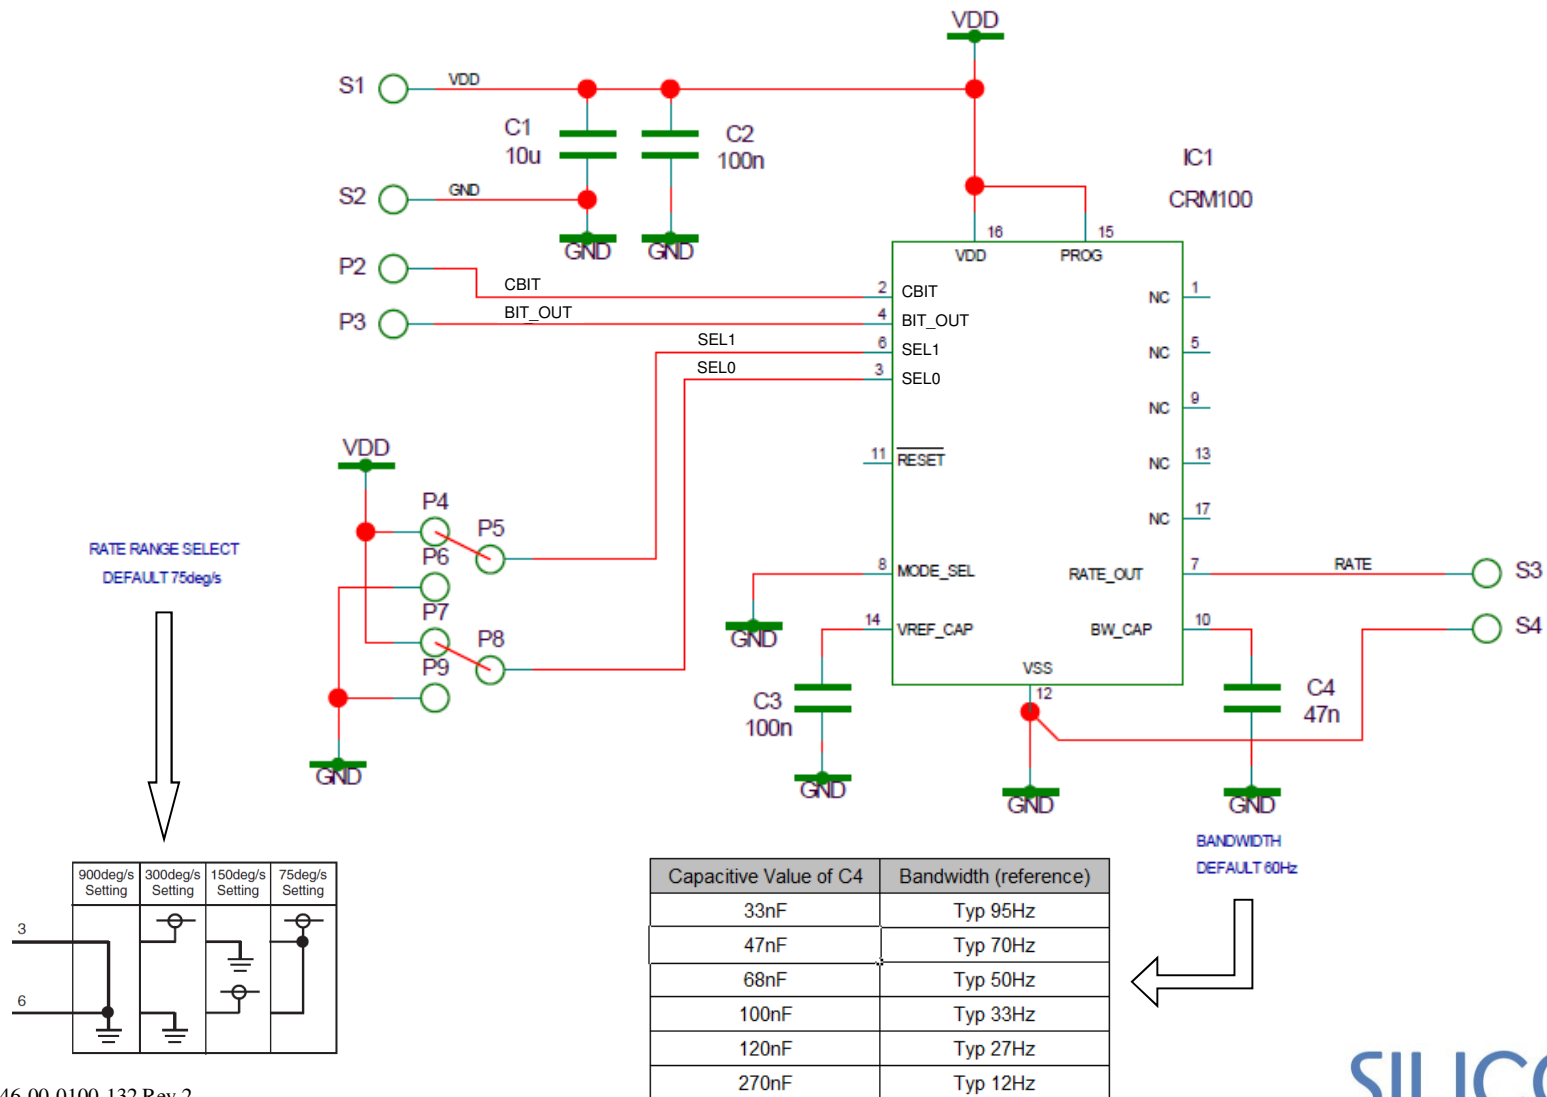 VDD
S1
VDD
C1
10u
C2
100n
IC1
CRM100
S2
GND
GND
GND
16
15
VDD
PROG
P2
CBIT
2
CBIT
NC
1
P3
BIT_OUT
4
BIT_OUT
SEL1
6
SEL1
NC
5
SEL0
3
SEL0
NC
9
VDD
11
RESET
NC
13
P4
P5
NC
17
RATE RANGE SELECT
DEFAULT 75deg/s
P6
8
MODE_SEL
RATE_OUT
7
RATE
S3
P7
P8
GND
14
VREF_CAP
BW_CAP
10
S4
P9
VSS
12
C3
100n
C4
47n
GND
GND
GND
GND
BANDWIDTH
DEFAULT 60Hz
900deg/s Setting
300deg/s Setting
150deg/s Setting
75deg/s Setting
3
6
Capacitive Value of C4 Bandwidth (reference)
33nF Typ 95Hz
47nF Typ 70Hz
68nF Typ 50Hz
100nF Typ 33Hz
120nF Typ 27Hz
270nF Typ 12Hz
46-00-0100-132 Rev 2